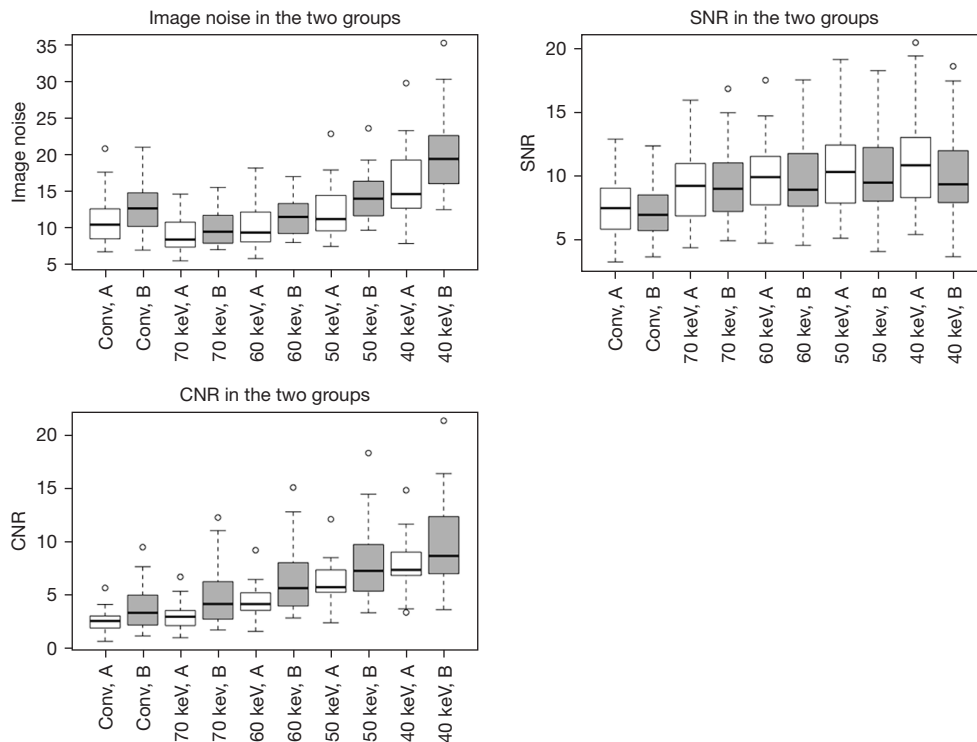 Image noise in the two groups
35
30
25
20
15
10
5
Image noise
Conv, A
Conv, B
70 keV, A
70 kev, B
60 keV, A
60 keV, B
50 keV, A
50 keV, B
40 keV, A
40 keV, B
SNR in the two groups
20
15
10
5
SNR
Conv, A
Conv, B
70 keV, A
70 kev, B
60 keV, A
60 keV, B
50 keV, A
50 keV, B
40 keV, A
40 keV, B
CNR in the two groups
20
15
10
5
0
CNR
Conv, A
Conv, B
70 keV, A
70 kev, B
60 keV, A
60 keV, B
50 keV, A
50 keV, B
40 keV, A
40 keV, B